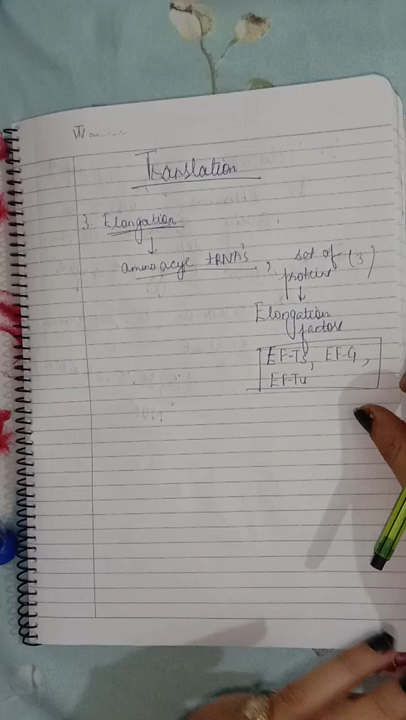 Translation
3. Elongation
↓
aminoacyl tRNA's , set of (3)
proteins
↓
Elongation
factors
EF-Ts, EF-G,
EF-Tu